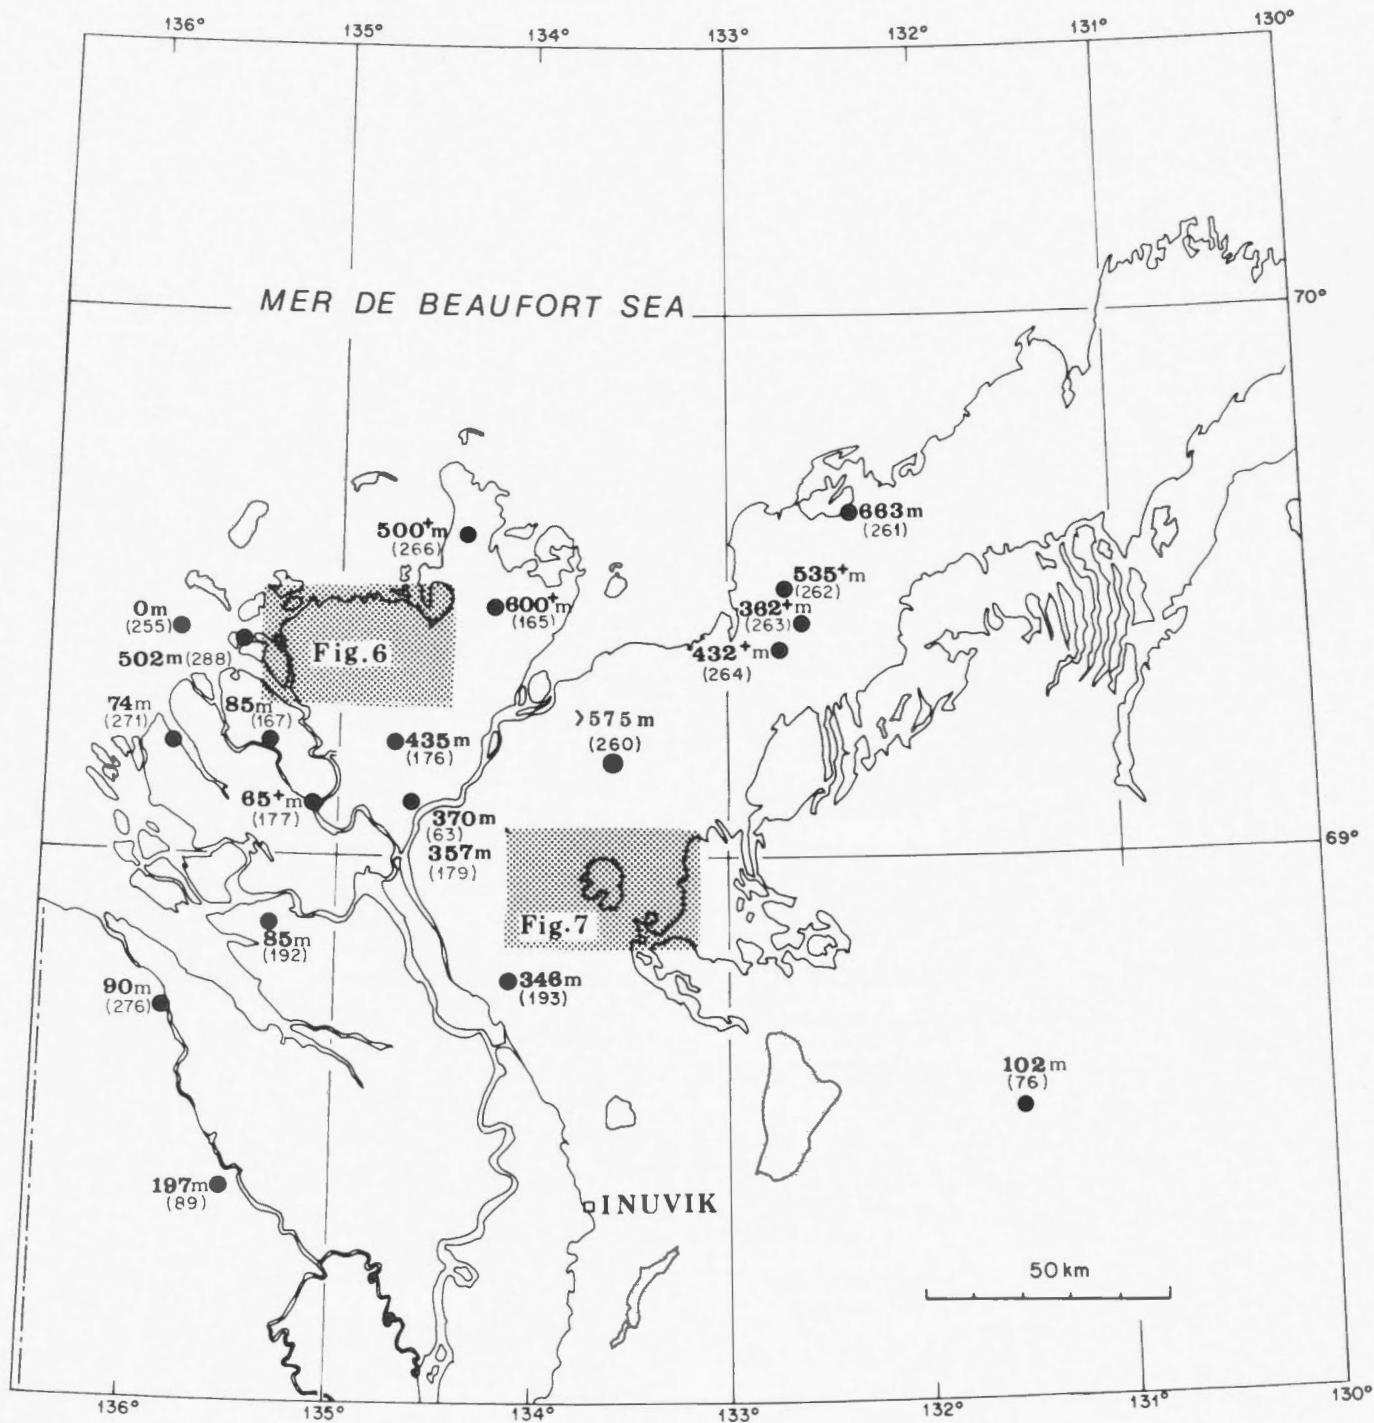 136°
135°
134°
133°
132°
131°
130°
MER DE BEAUFORT SEA
70°
663m
(261)
500+m
(266)
535+m
(262)
0m
(255)
600+m
(165)
362+m
(263)
502m (288)
Fig.6
432+m
(264)
74m
(271)
85m
(167)
>575m
(260)
435m
(176)
65+m
(177)
370m
(63)
357m
(179)
69°
Fig.7
85m
(192)
90m
(276)
346m
(193)
102m
(76)
197m
(89)
INUVIK
50 km
136°
135°
134°
133°
132°
131°
130°